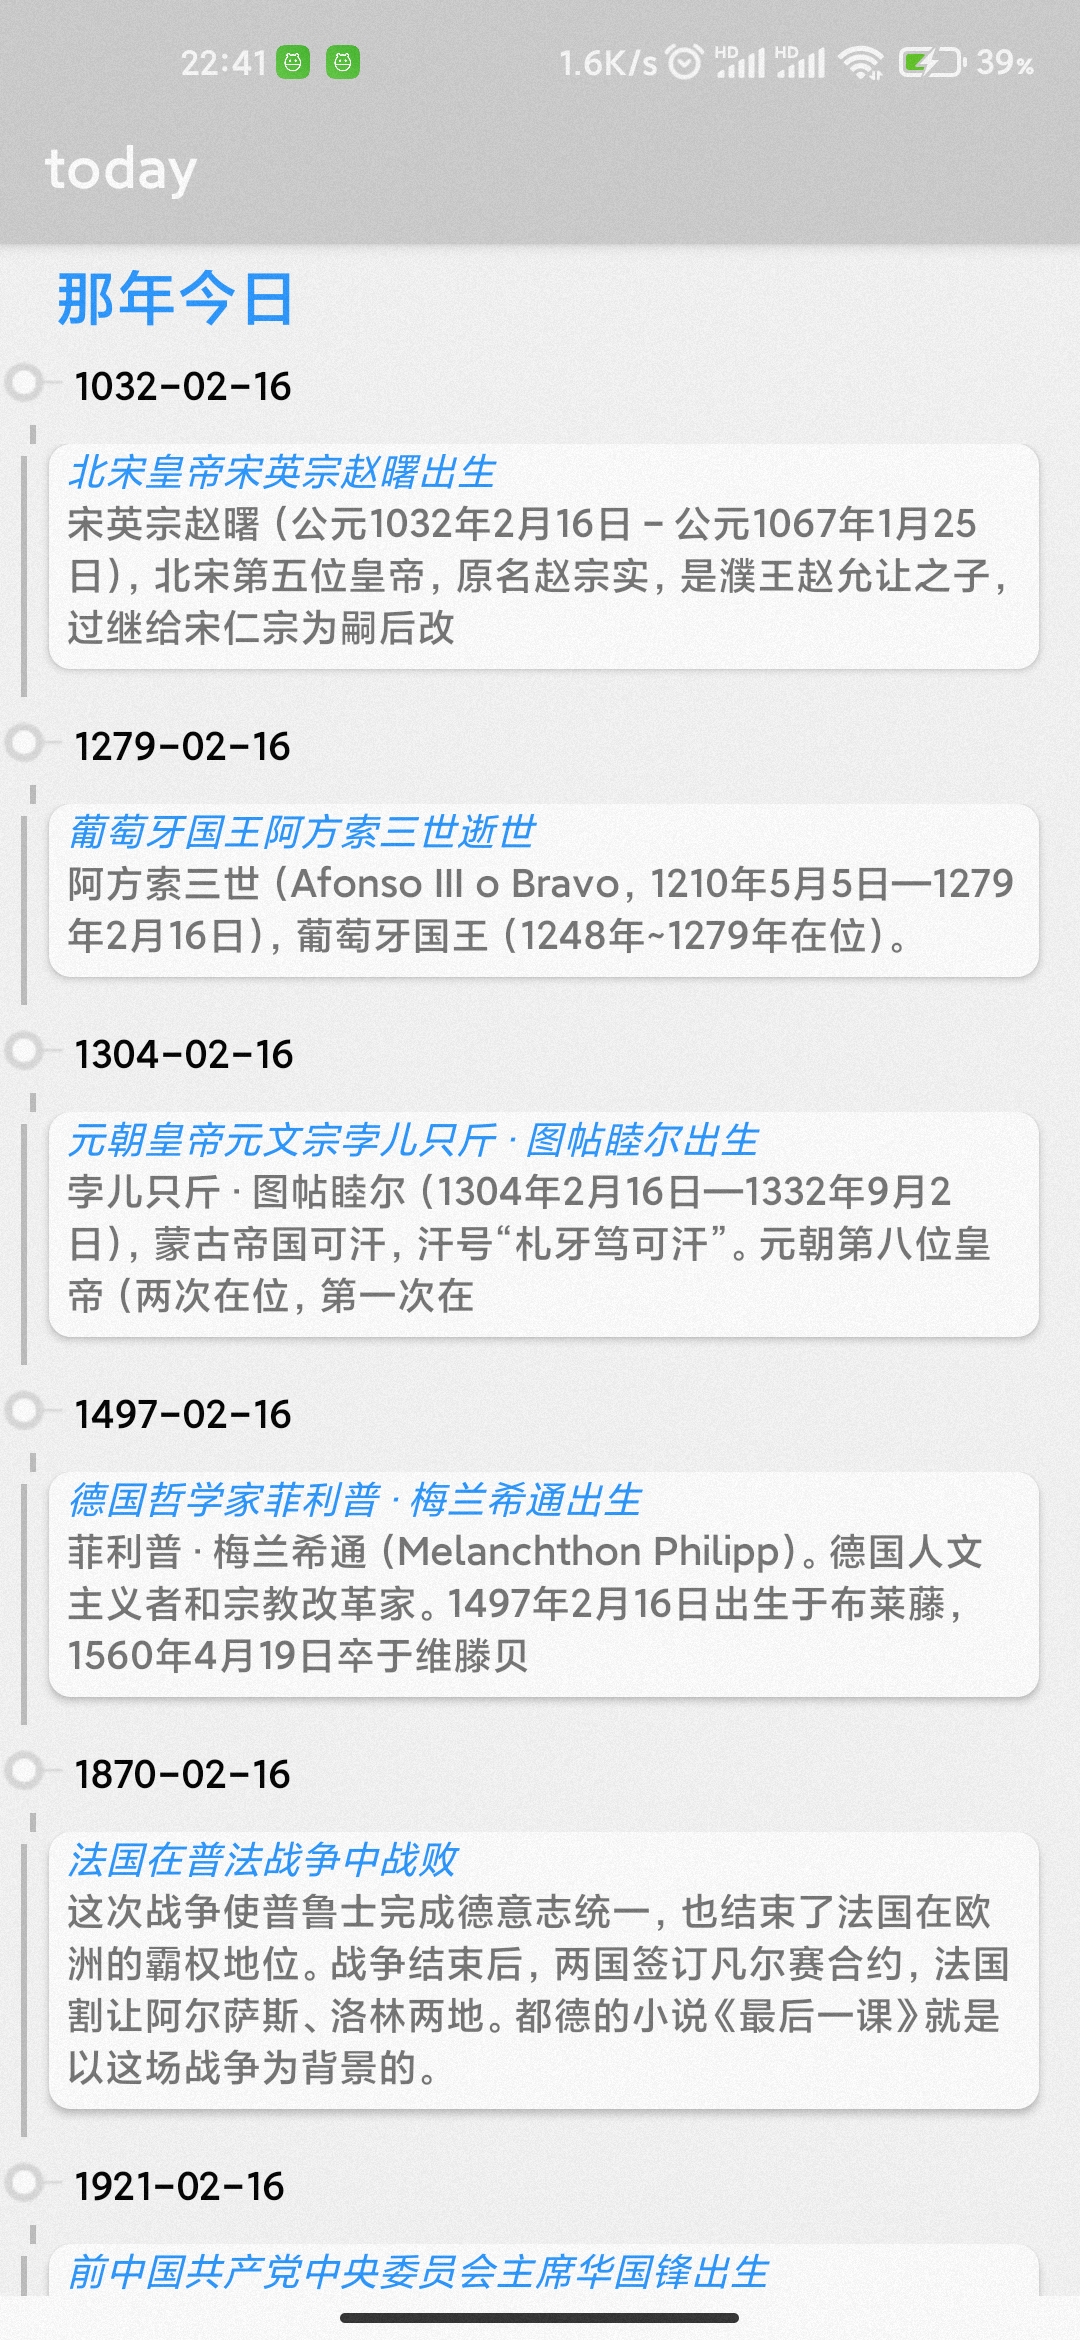 22:41 1.6K/s HD HD 39%
today
那年今日
1032-02-16
北宋皇帝宋英宗赵曙出生
宋英宗赵曙（公元1032年2月16日 - 公元1067年1月25
日），北宋第五位皇帝，原名赵宗实，是濮王赵允让之子，
过继给宋仁宗为嗣后改
1279-02-16
葡萄牙国王阿方索三世逝世
阿方索三世（Afonso III o Bravo，1210年5月5日—1279
年2月16日），葡萄牙国王（1248年~1279年在位）。
1304-02-16
元朝皇帝元文宗孛儿只斤·图帖睦尔出生
孛儿只斤·图帖睦尔（1304年2月16日—1332年9月2
日），蒙古帝国可汗，汗号“札牙笃可汗”。元朝第八位皇
帝（两次在位，第一次在
1497-02-16
德国哲学家菲利普·梅兰希通出生
菲利普·梅兰希通（Melanchthon Philipp）。德国人文
主义者和宗教改革家。1497年2月16日出生于布莱藤，
1560年4月19日卒于维滕贝
1870-02-16
法国在普法战争中战败
这次战争使普鲁士完成德意志统一，也结束了法国在欧
洲的霸权地位。战争结束后，两国签订凡尔赛合约，法国
割让阿尔萨斯、洛林两地。都德的小说《最后一课》就是
以这场战争为背景的。
1921-02-16
前中国共产党中央委员会主席华国锋出生